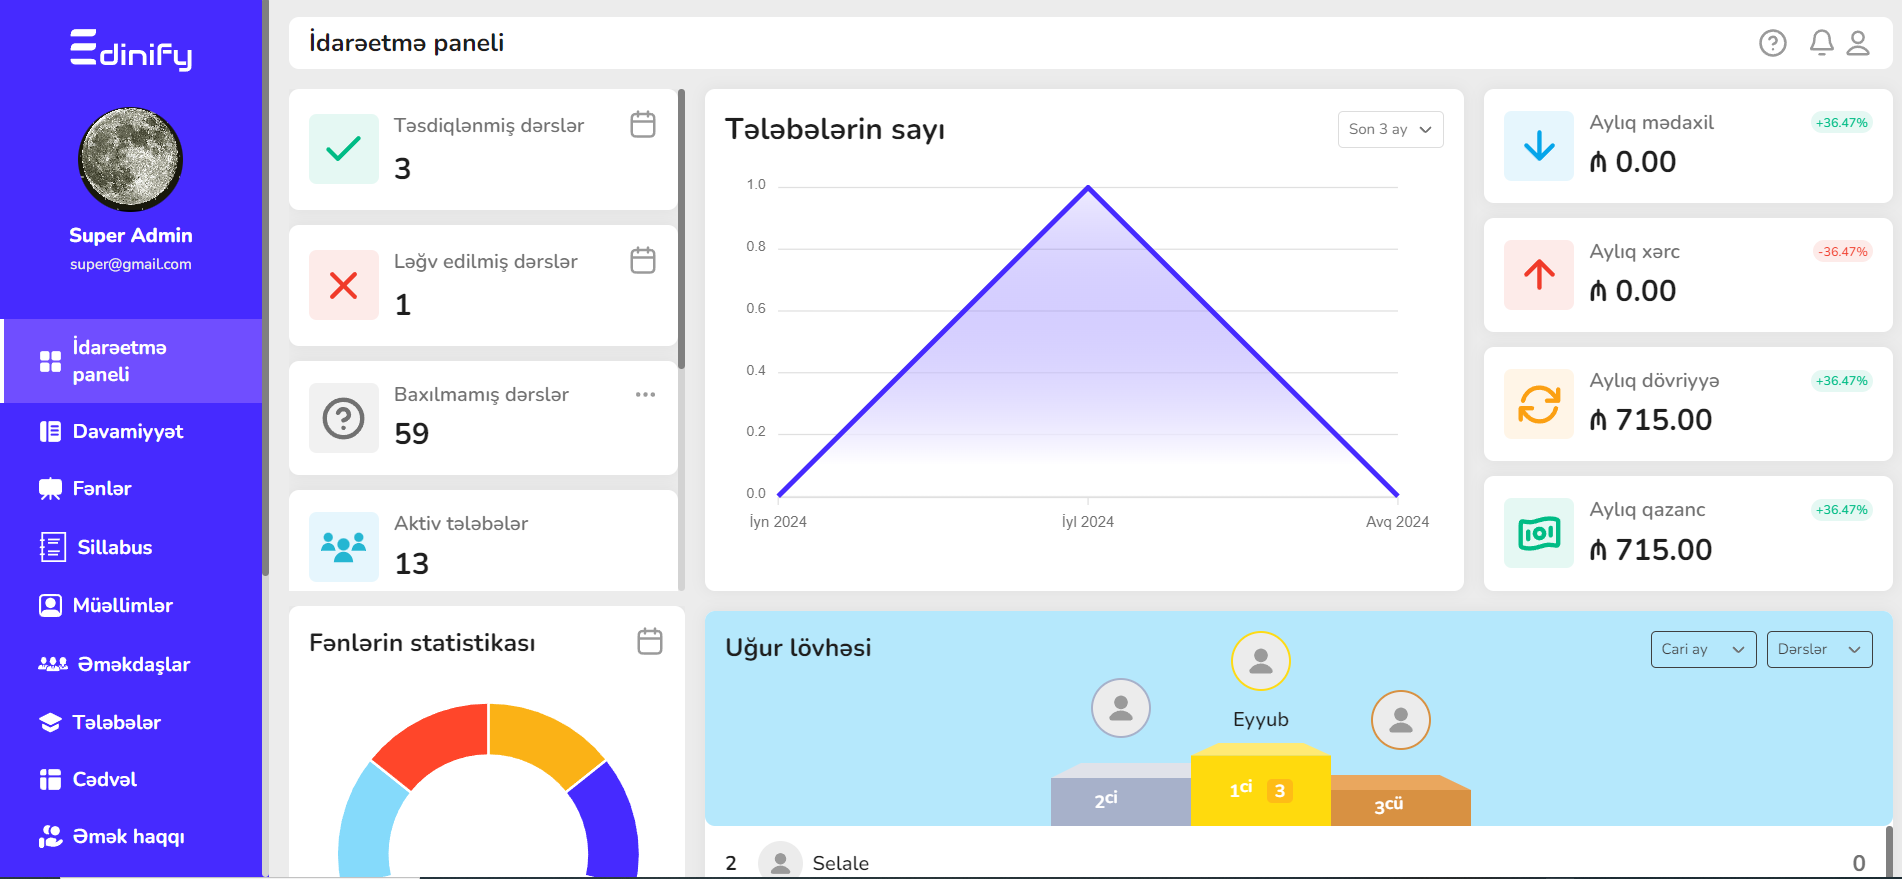 Edinify
Super Admin
super@gmail.com
İdarəetmə
paneli
Davamiyyət
Fənlər
Sillabus
Müəllimlər
Əməkdaşlar
Tələbələr
Cədvəl
Əmək haqqı
İdarəetmə paneli
Təsdiqlənmiş dərslər
3
Ləğv edilmiş dərslər
1
Baxılmamış dərslər
59
Aktiv tələbələr
13
Tələbələrin sayı
Son 3 ay
1.0
0.8
0.6
0.4
0.2
0.0
İyn 2024 İyl 2024 Avq 2024
Aylıq mədaxil +36.47%
₼ 0.00
Aylıq xərc -36.47%
₼ 0.00
Aylıq dövriyyə +36.47%
₼ 715.00
Aylıq qazanc +36.47%
₼ 715.00
Fənlərin statistikası
Uğur lövhəsi
Cari ay Dərslər
Eyyub
2ci 1ci 3 3cü
2 Selale 0